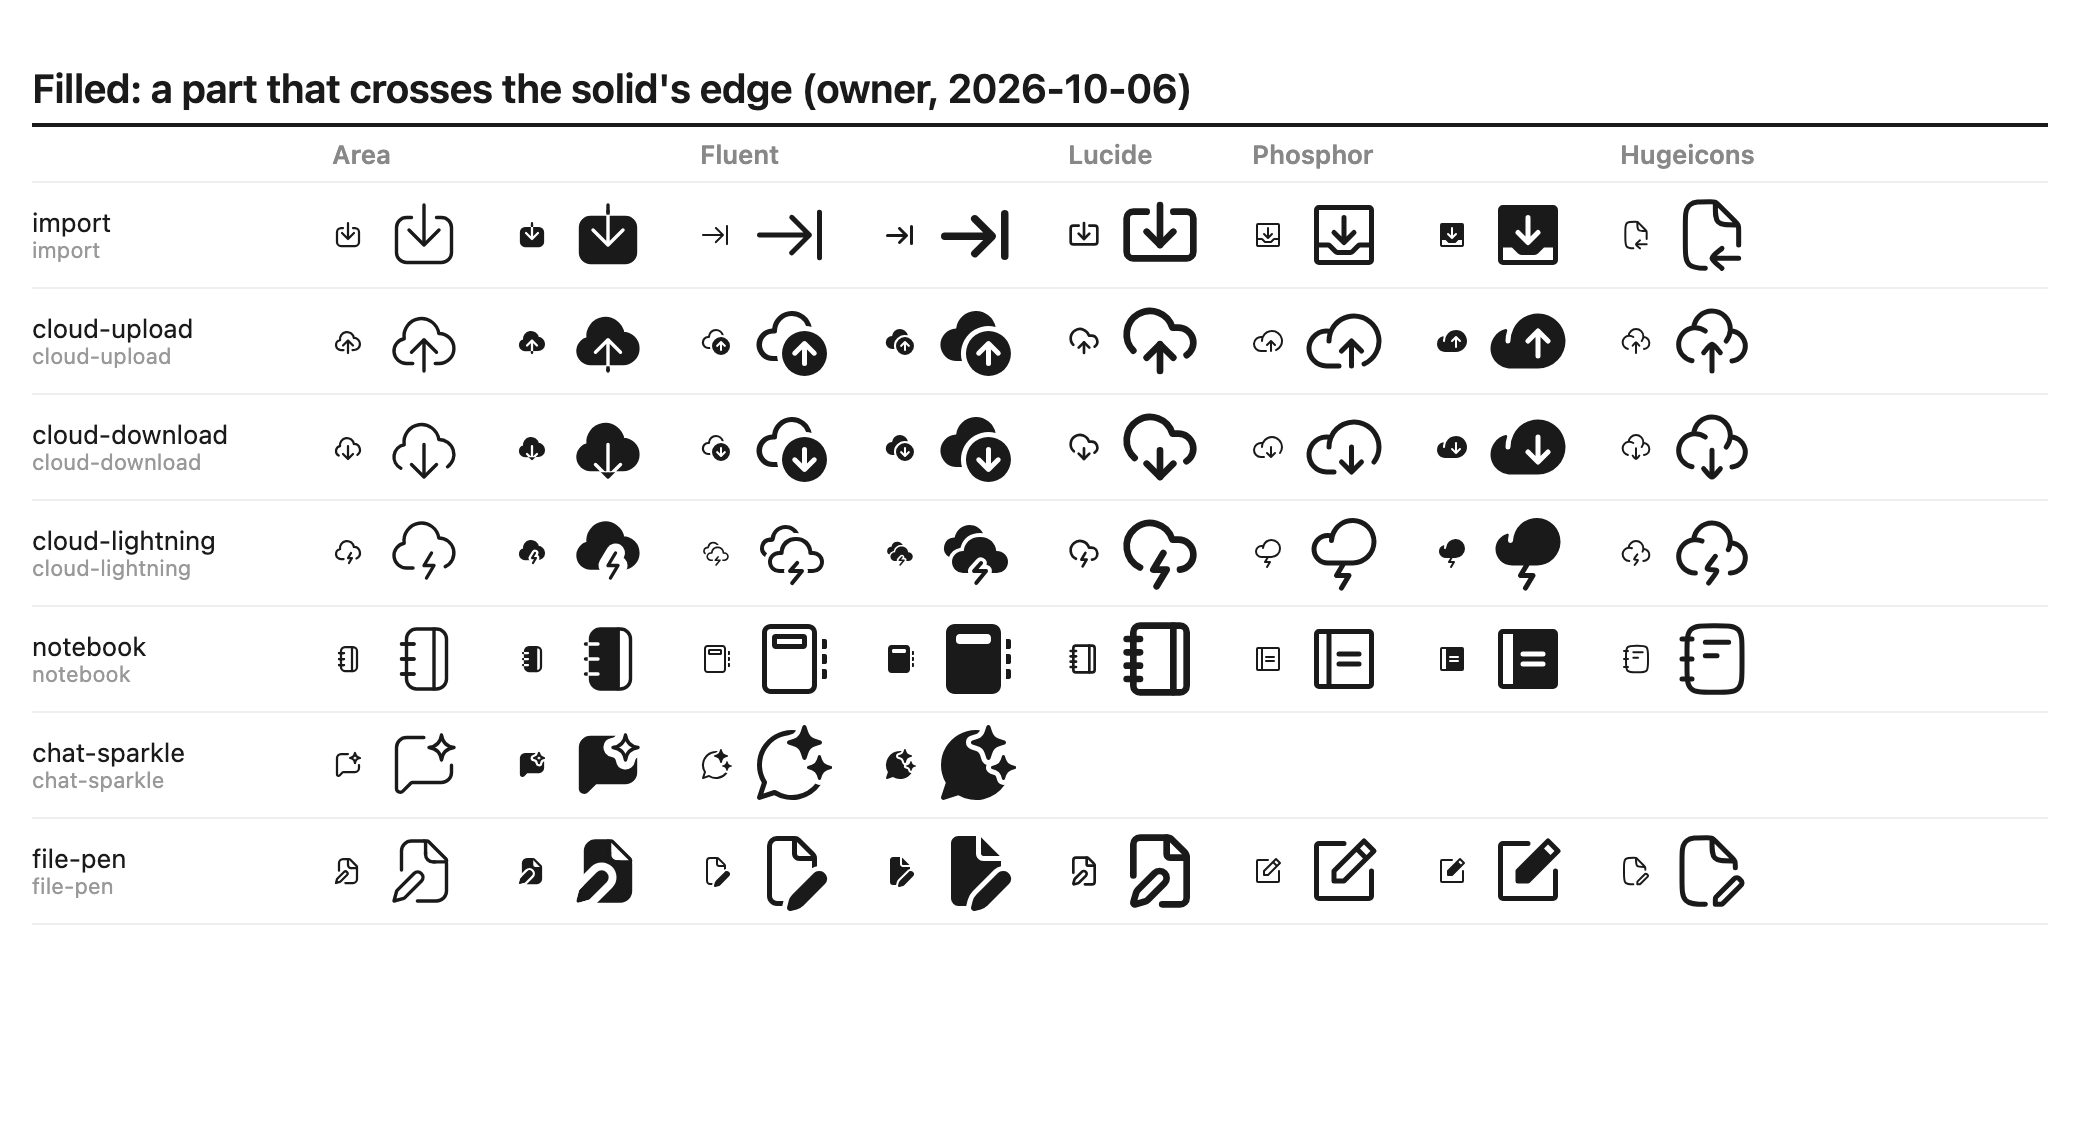 Filled: a part that crosses the solid's edge (owner, 2026-10-06)
Area Fluent Lucide Phosphor Hugeicons
import
import
cloud-upload
cloud-upload
cloud-download
cloud-download
cloud-lightning
cloud-lightning
notebook
notebook
chat-sparkle
chat-sparkle
file-pen
file-pen